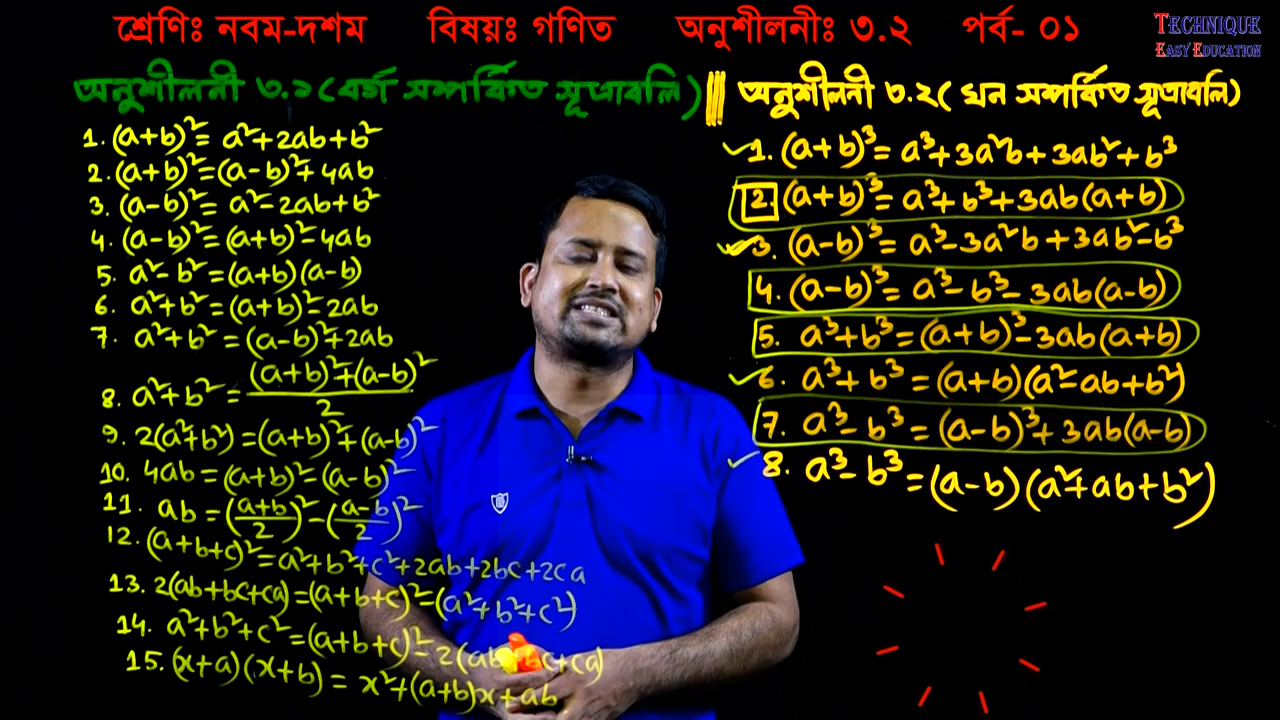 শ্রেণিঃ নবম-দশম বিষয়ঃ গণিত অনুশীলনীঃ ৩.২ পর্ব- ০১
TECHNIQUE
EASY EDUCATION
অনুশীলনী ৩.১ (বর্গ সম্পর্কিত সূত্রাবলি)
1. (a+b)²= a²+2ab+b²
2. (a+b)²=(a-b)²+4ab
3. (a-b)²= a²-2ab+b²
4. (a-b)²=(a+b)²-4ab
5. a²-b²=(a+b)(a-b)
6. a²+b²=(a+b)²-2ab
7. a²+b²=(a-b)²+2ab
8. a²+b²= ((a+b)²+(a-b)²)/2
9. 2(a²+b²)=(a+b)²+(a-b)²
10. 4ab=(a+b)²-(a-b)²
11. ab=((a+b)/2)²-((a-b)/2)²
12. (a+b+c)²=a²+b²+c²+2ab+2bc+2ca
13. 2(ab+bc+ca)=(a+b+c)²-(a²+b²+c²)
14. a²+b²+c²=(a+b+c)²-2(ab+bc+ca)
15. (x+a)(x+b)= x²+(a+b)x+ab
অনুশীলনী ৩.২ (ঘন সম্পর্কিত সূত্রাবলি)
1. (a+b)³= a³+3a²b+3ab²+b³
2. (a+b)³= a³+b³+3ab(a+b)
3. (a-b)³= a³-3a²b+3ab²-b³
4. (a-b)³= a³-b³-3ab(a-b)
5. a³+b³=(a+b)³-3ab(a+b)
6. a³+b³=(a+b)(a²-ab+b²)
7. a³-b³=(a-b)³+3ab(a-b)
8. a³-b³=(a-b)(a²+ab+b²)